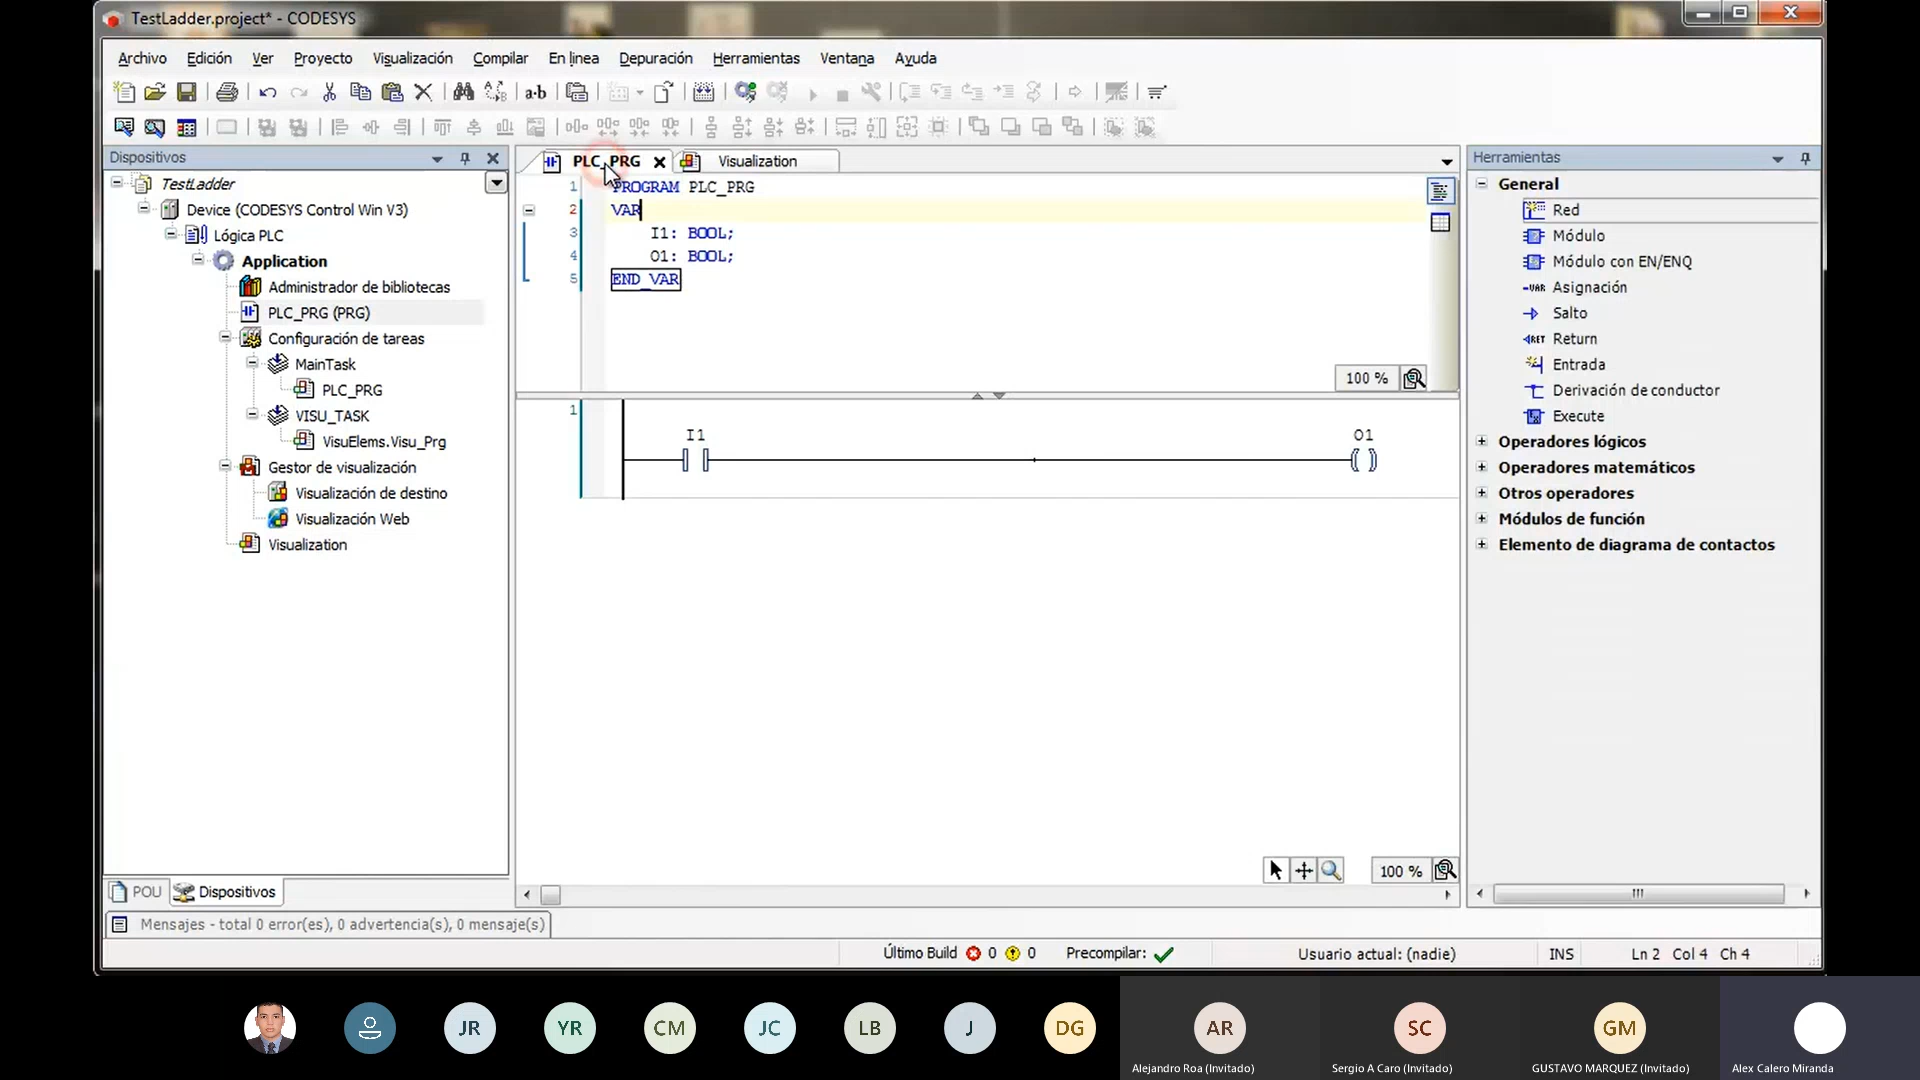 TestLadder.project* - CODESYS
Archivo Edición Ver Proyecto Visualización Compilar En línea Depuración Herramientas Ventana Ayuda
Dispositivos
TestLadder
Device (CODESYS Control Win V3)
Lógica PLC
Application
Administrador de bibliotecas
PLC_PRG (PRG)
Configuración de tareas
MainTask
PLC_PRG
VISU_TASK
VisuElems.Visu_Prg
Gestor de visualización
Visualización de destino
Visualización Web
Visualization
POU Dispositivos
PLC_PRG Visualization
1 PROGRAM PLC_PRG
2 VAR
3 I1: BOOL;
4 O1: BOOL;
5 END_VAR
100 %
1
I1 O1
100 %
Herramientas
General
Red
Módulo
Módulo con EN/ENQ
Asignación
Salto
Return
Entrada
Derivación de conductor
Execute
Operadores lógicos
Operadores matemáticos
Otros operadores
Módulos de función
Elemento de diagrama de contactos
Mensajes - total 0 error(es), 0 advertencia(s), 0 mensaje(s)
Último Build 0 0 Precompilar: Usuario actual: (nadie) INS Ln 2 Col 4 Ch 4
JR YR CM JC LB J DG AR SC GM
Alejandro Roa (Invitado) Sergio A Caro (Invitado) GUSTAVO MARQUEZ (Invitado) Alex Calero Miranda